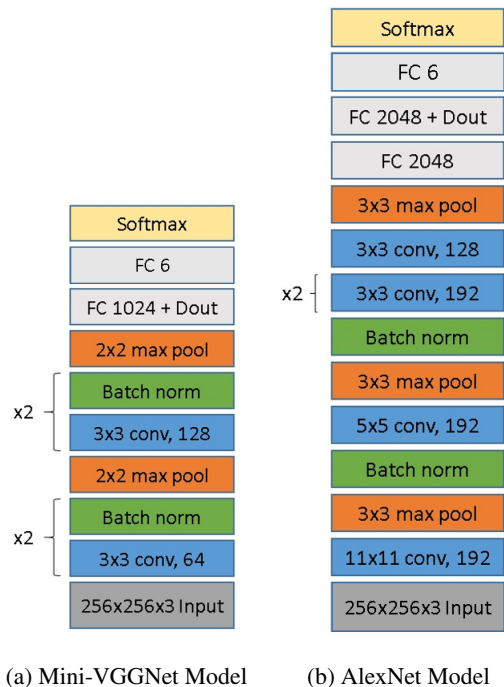 Softmax
FC 6
FC 1024 + Dout
2x2 max pool
x2
Batch norm
3x3 conv, 128
2x2 max pool
x2
Batch norm
3x3 conv, 64
256x256x3 Input
(a) Mini-VGGNet Model
Softmax
FC 6
FC 2048 + Dout
FC 2048
3x3 max pool
3x3 conv, 128
x2
3x3 conv, 192
Batch norm
3x3 max pool
5x5 conv, 192
Batch norm
3x3 max pool
11x11 conv, 192
256x256x3 Input
(b) AlexNet Model